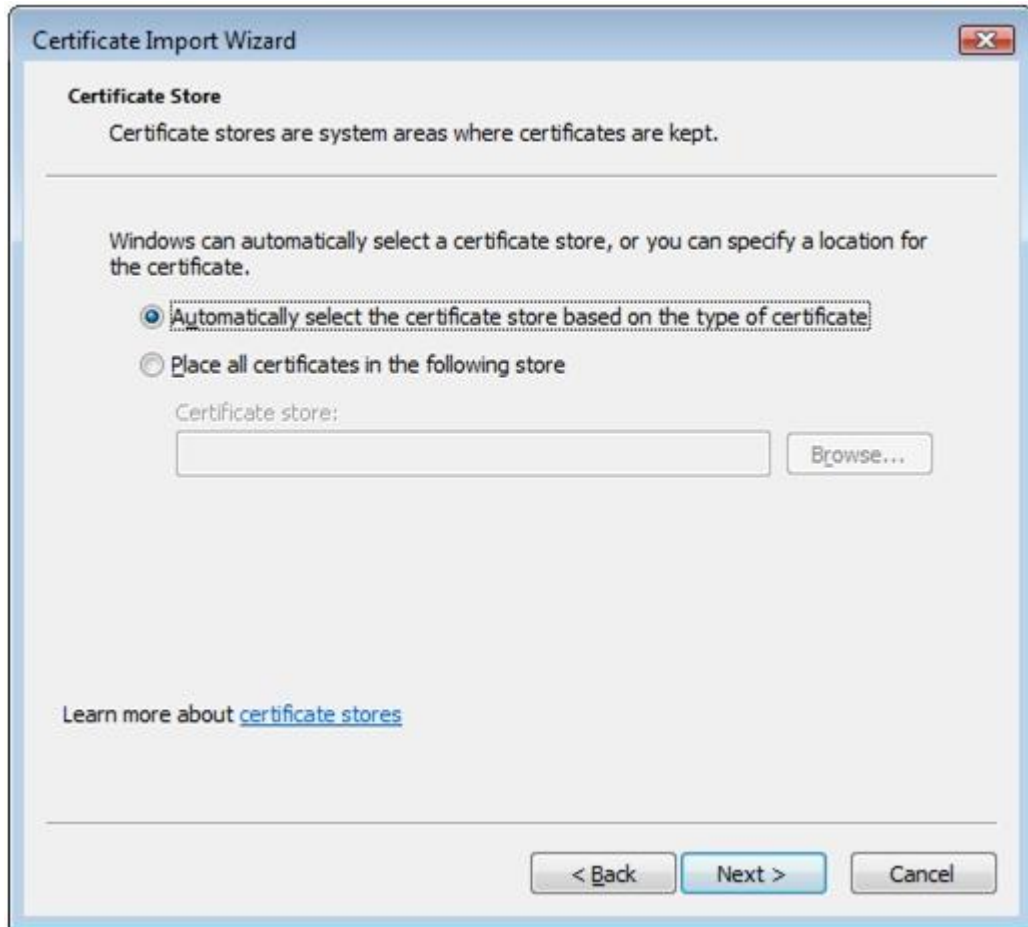 Certificate Import Wizard
Certificate Store
Certificate stores are system areas where certificates are kept.
Windows can automatically select a certificate store, or you can specify a location for
the certificate.
Automatically select the certificate store based on the type of certificate
Place all certificates in the following store
Certificate store:
Browse...
Learn more about certificate stores
< Back Next > Cancel